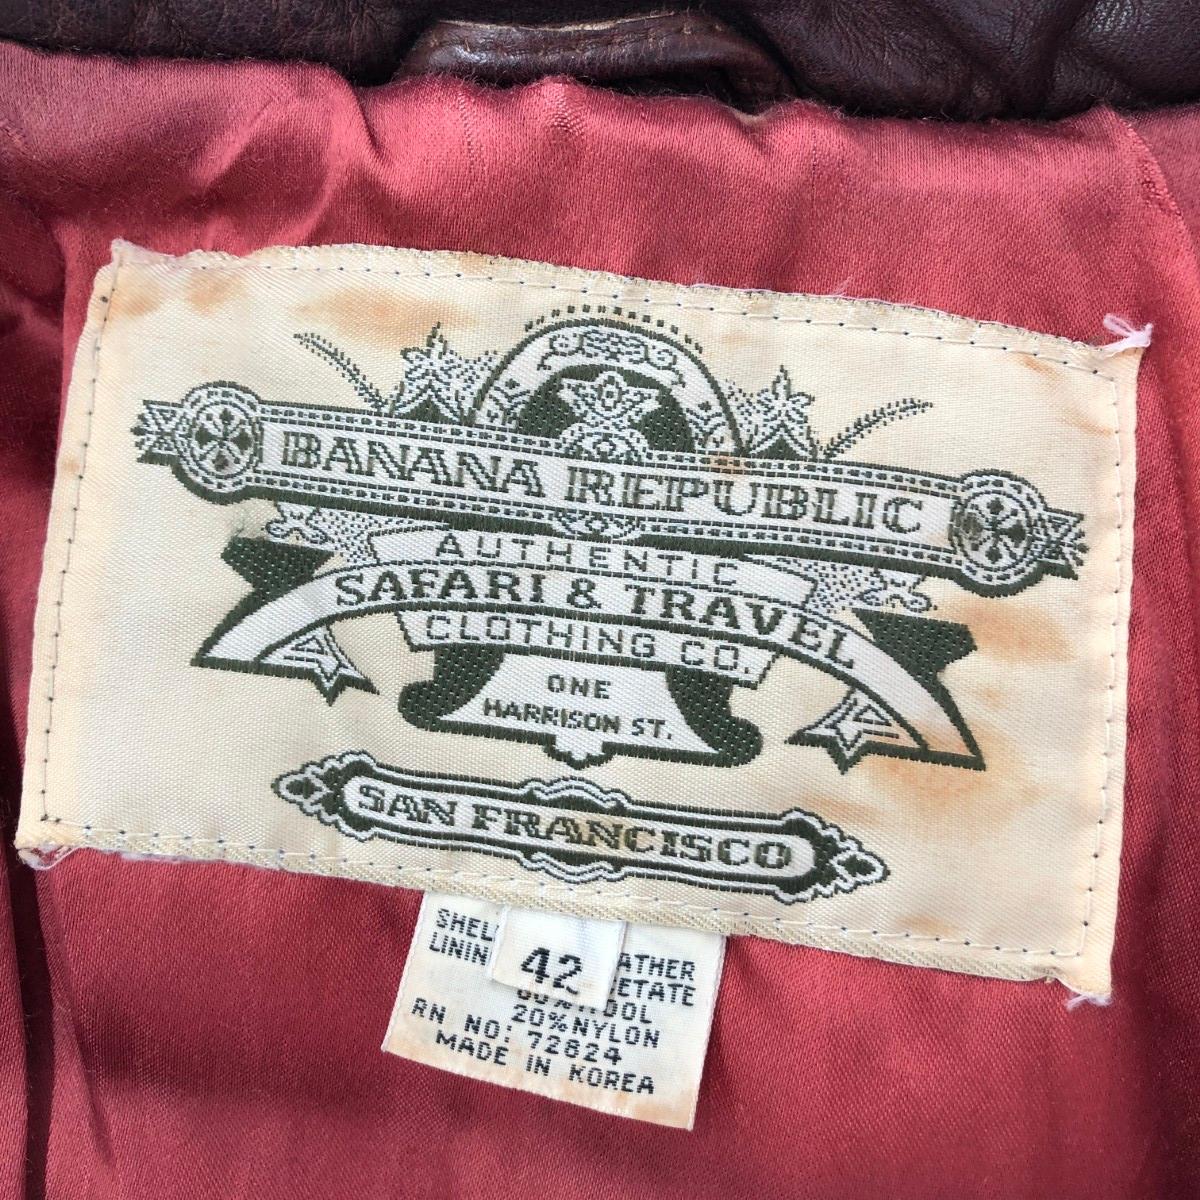 BANANA REPUBLIC
AUTHENTIC
SAFARI & TRAVEL
CLOTHING CO.
ONE
HARRISON ST.
SAN FRANCISCO
42
20%NYLON
RN NO: 72824
MADE IN KOREA